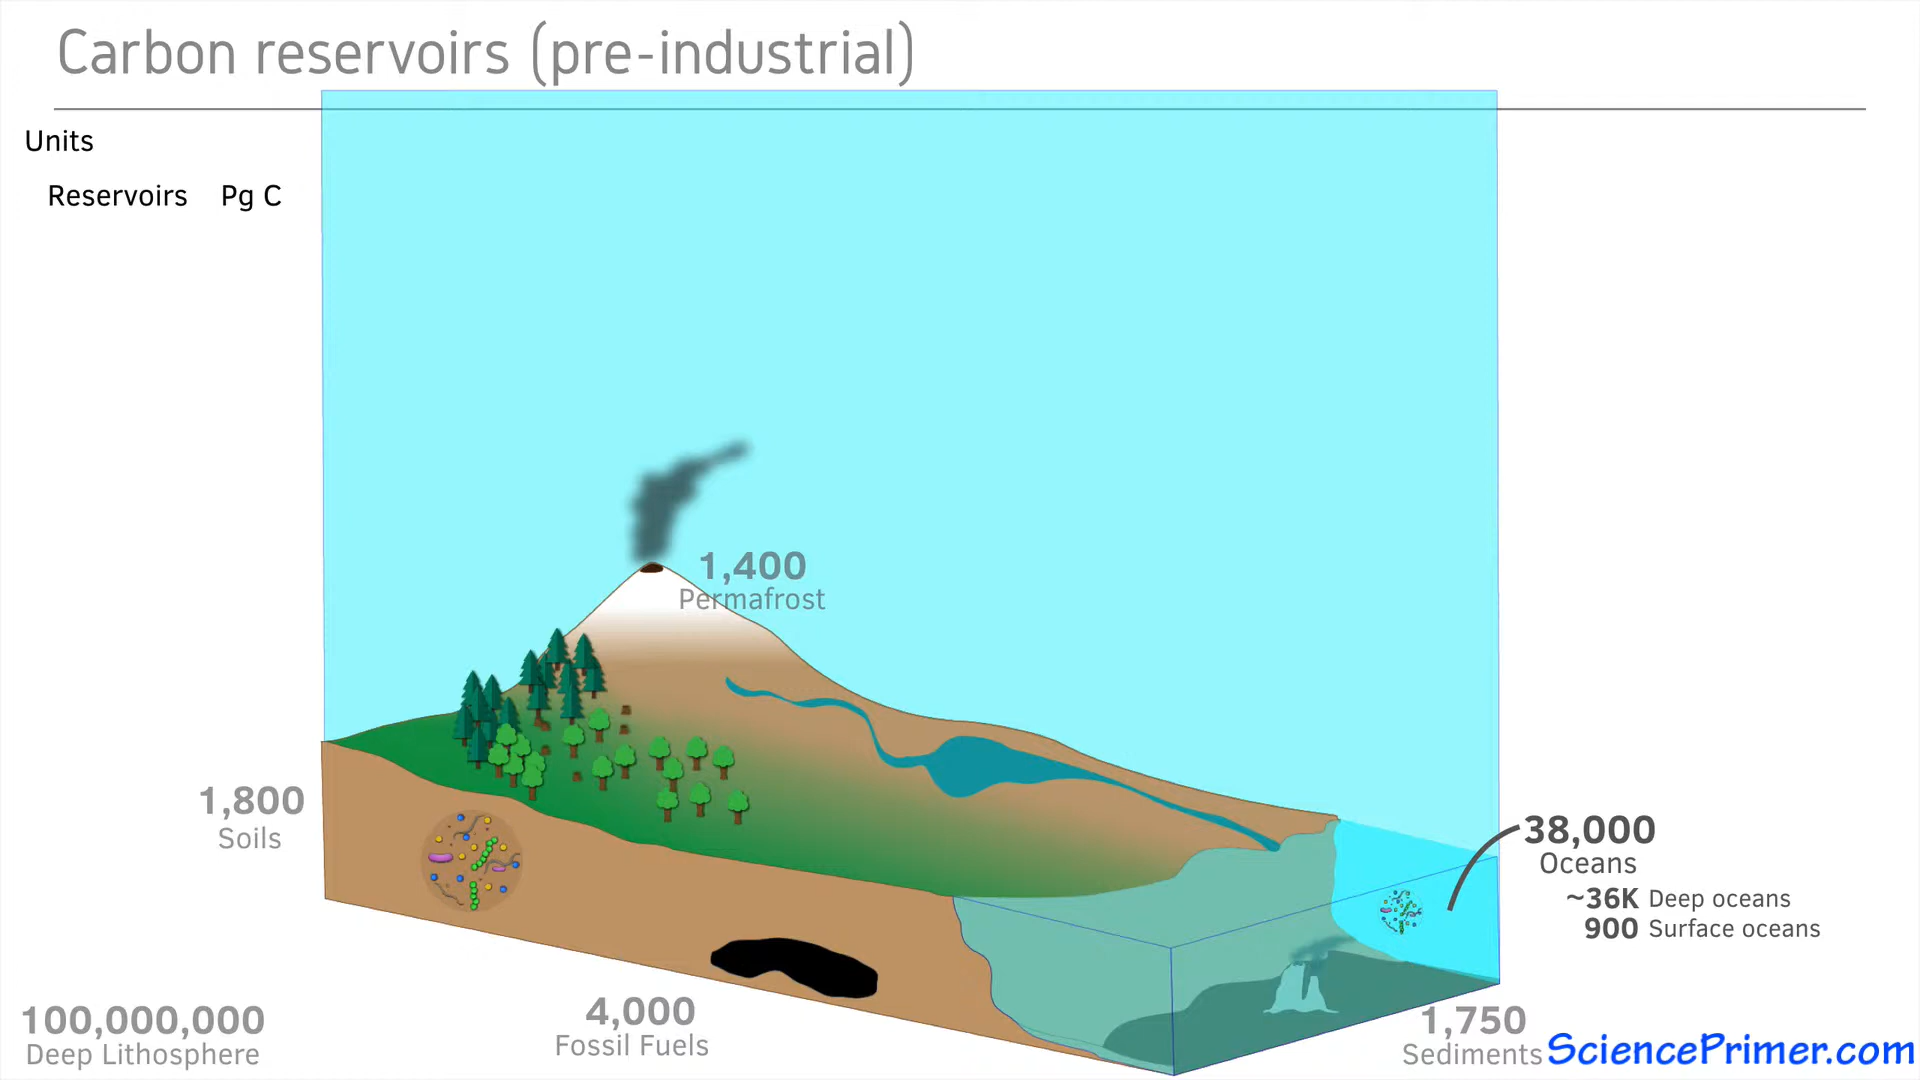 Carbon reservoirs (pre-industrial)
Units
Reservoirs Pg C
1,400
Permafrost
1,800
Soils
38,000
Oceans
~36K Deep oceans
900 Surface oceans
100,000,000
Deep Lithosphere
4,000
Fossil Fuels
1,750
Sediments
SciencePrimer.com